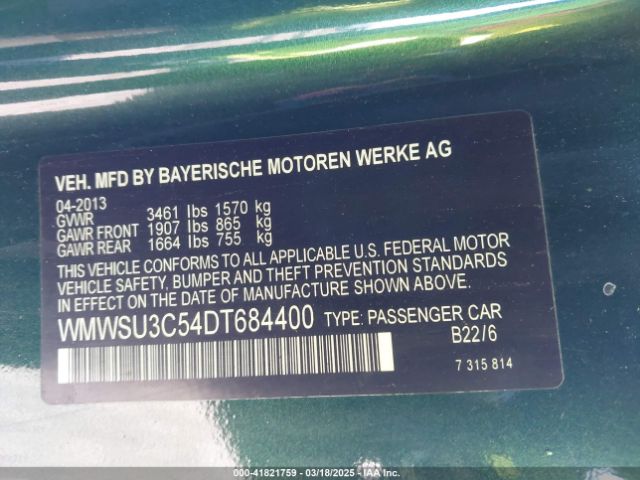 VEH. MFD BY BAYERISCHE MOTOREN WERKE AG
04-2013
GVWR 3461 lbs 1570 kg
GAWR FRONT 1907 lbs 865 kg
GAWR REAR 1664 lbs 755 kg
THIS VEHICLE CONFORMS TO ALL APPLICABLE U.S. FEDERAL MOTOR
VEHICLE SAFETY, BUMPER AND THEFT PREVENTION STANDARDS
IN EFFECT ON THE DATE OF MANUFACTURE SHOWN ABOVE.
WMWSU3C54DT684400 TYPE: PASSENGER CAR
B22/6
7 315 814
000-41821759 — 03/18/2025 — IAAI.COM